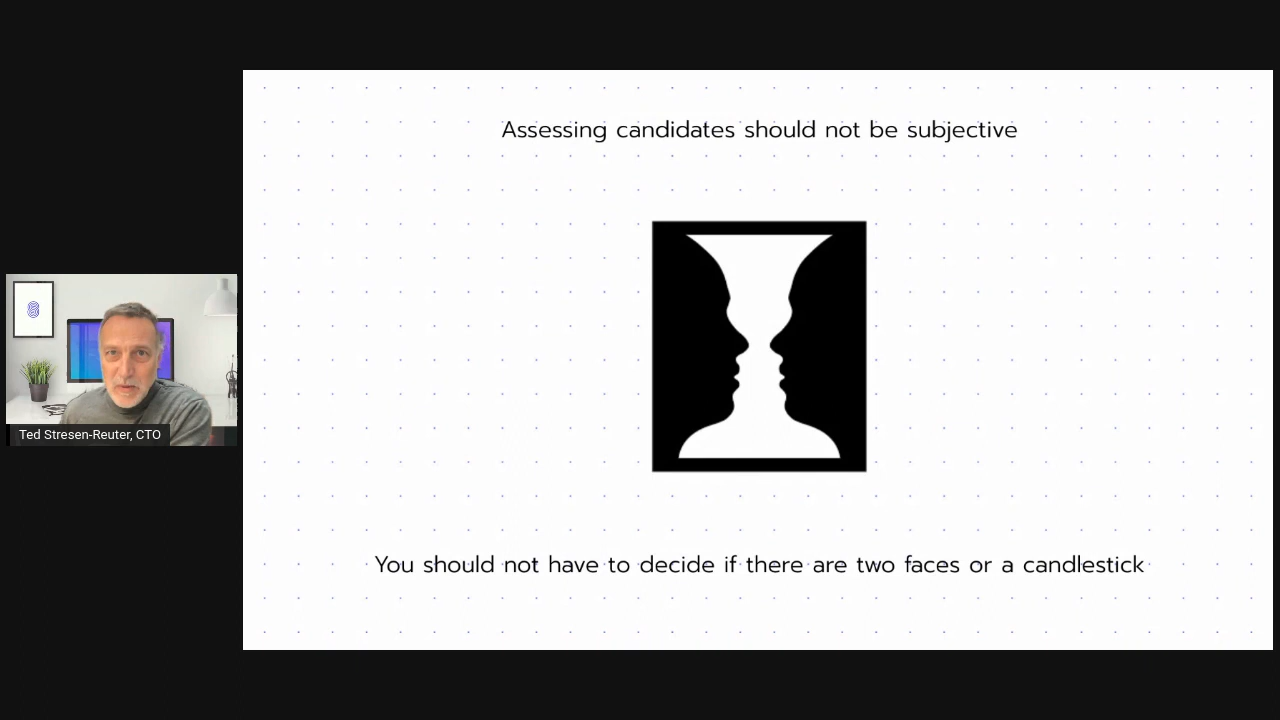 Assessing candidates should not be subjective
Ted Stresen-Reuter, CTO
You should not have to decide if there are two faces or a candlestick